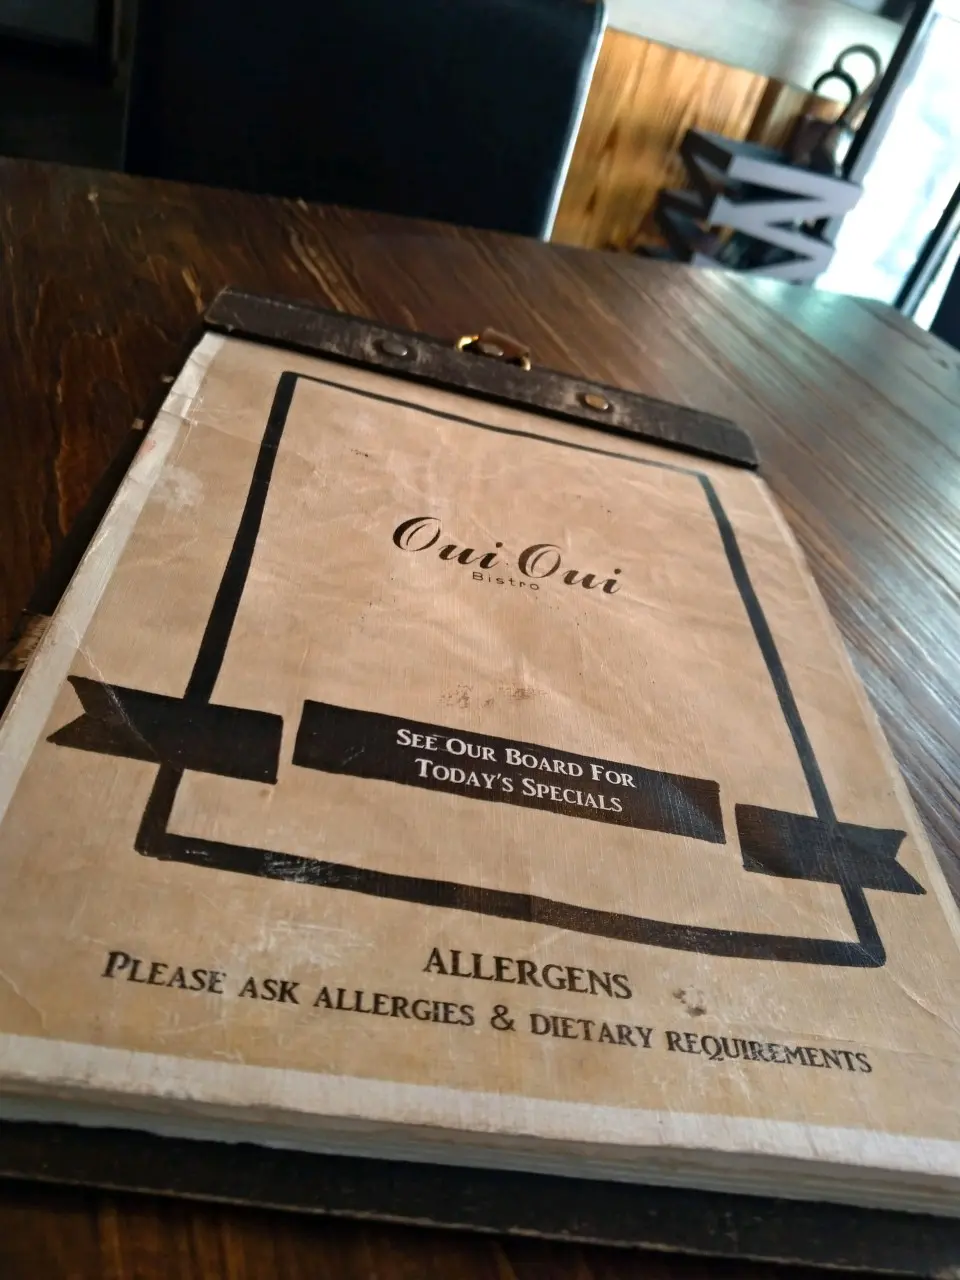 Oui Oui
Bistro
See Our Board For
Today's Specials
ALLERGENS
Please ask allergies & dietary requirements